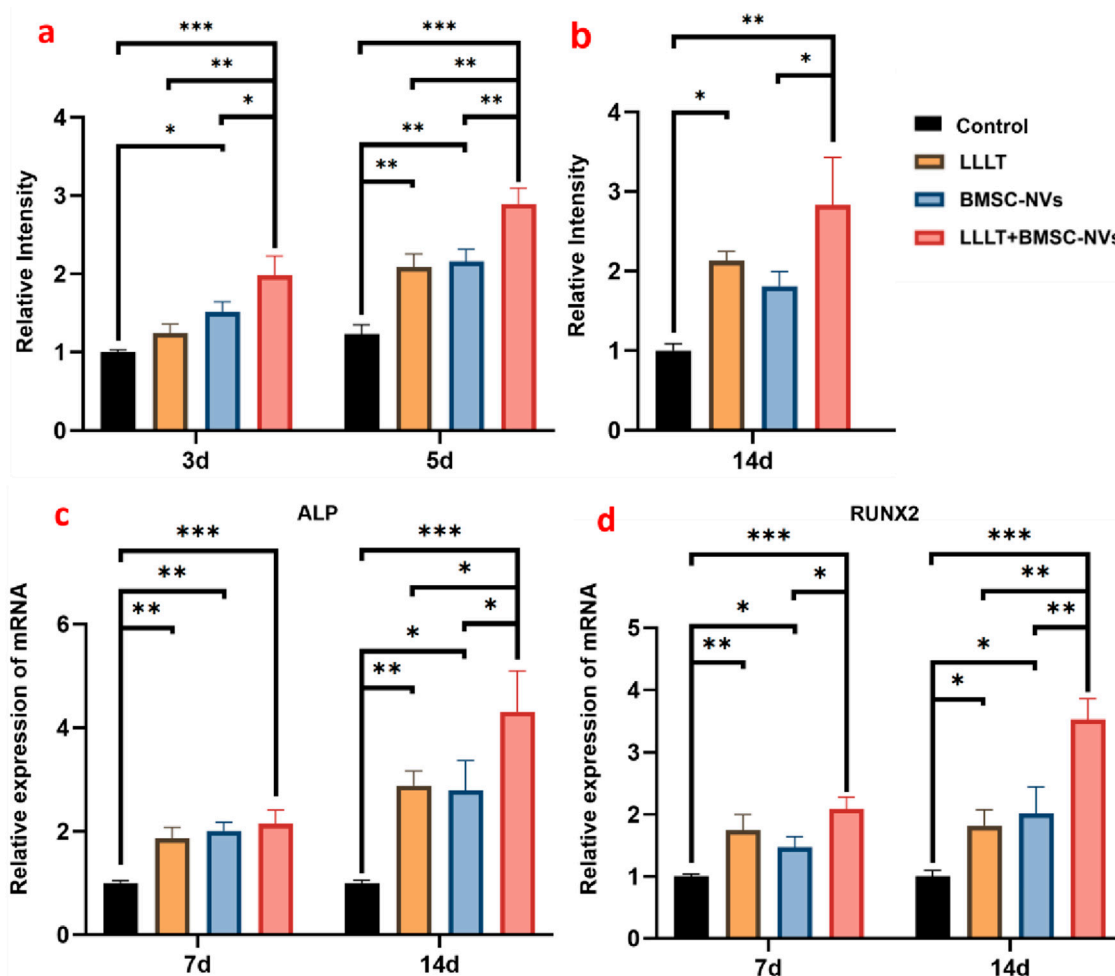 a
***
**
*
*
***
**
**
**
**
Relative Intensity
4
3
2
1
0
3d
5d
b
**
*
*
Relative Intensity
4
3
2
1
0
14d
Control
LLLT
BMSC-NVs
LLLT+BMSC-NVs
c
ALP
***
**
**
***
*
*
*
**
Relative expression of mRNA
6
4
2
0
7d
14d
d
RUNX2
***
*
*
**
***
**
**
*
*
Relative expression of mRNA
5
4
3
2
1
0
7d
14d